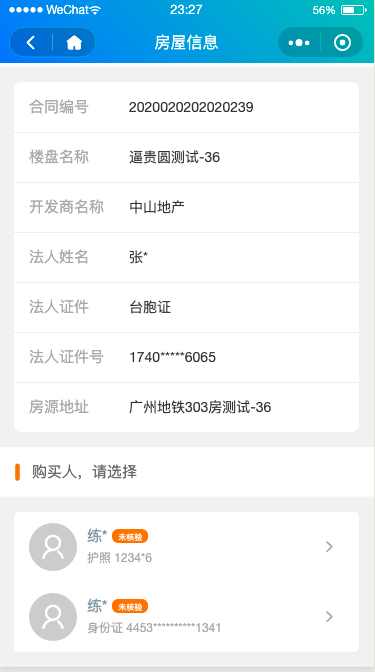 WeChat 23:27 56%
房屋信息
合同编号 2020020202020239
楼盘名称 逼贵圆测试-36
开发商名称 中山地产
法人姓名 张*
法人证件 台胞证
法人证件号 1740*****6065
房源地址 广州地铁303房测试-36
购买人，请选择
练* 未核验
护照 1234*6
练* 未核验
身份证 4453**********1341